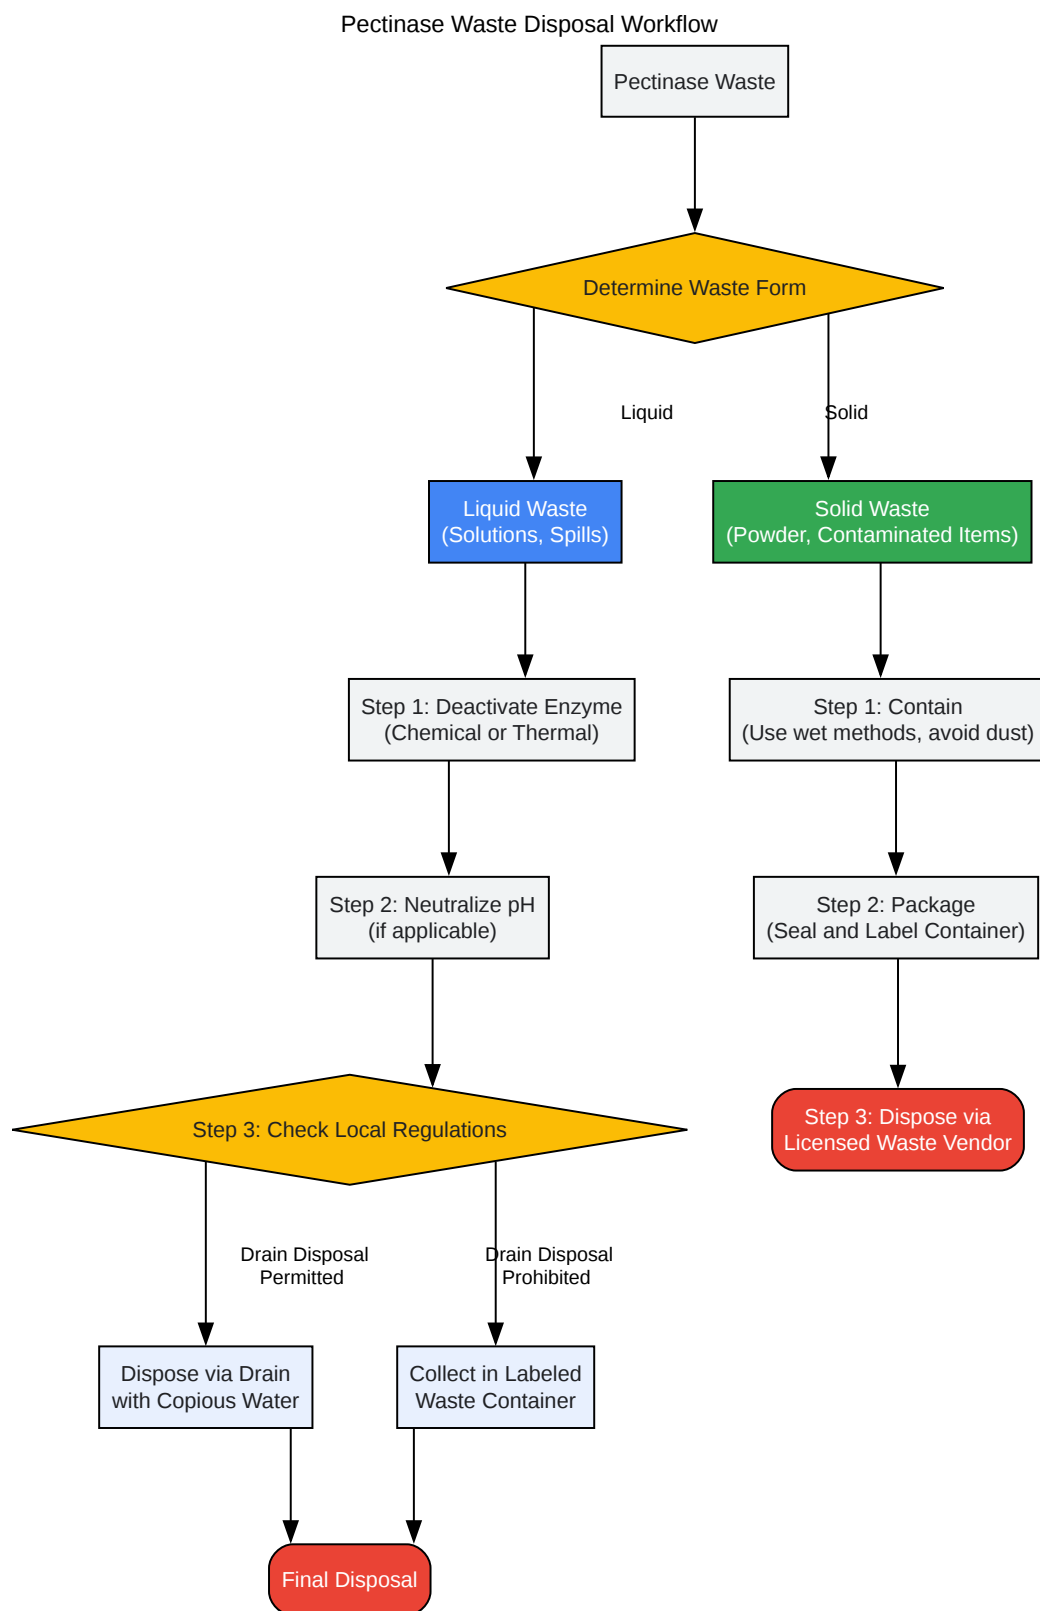 Pectinase Waste Disposal Workflow
Pectinase Waste
Determine Waste Form
Liquid
Solid
Liquid Waste
(Solutions, Spills)
Solid Waste
(Powder, Contaminated Items)
Step 1: Deactivate Enzyme
(Chemical or Thermal)
Step 1: Contain
(Use wet methods, avoid dust)
Step 2: Neutralize pH
(if applicable)
Step 2: Package
(Seal and Label Container)
Step 3: Check Local Regulations
Step 3: Dispose via
Licensed Waste Vendor
Drain Disposal
Permitted
Drain Disposal
Prohibited
Dispose via Drain
with Copious Water
Collect in Labeled
Waste Container
Final Disposal